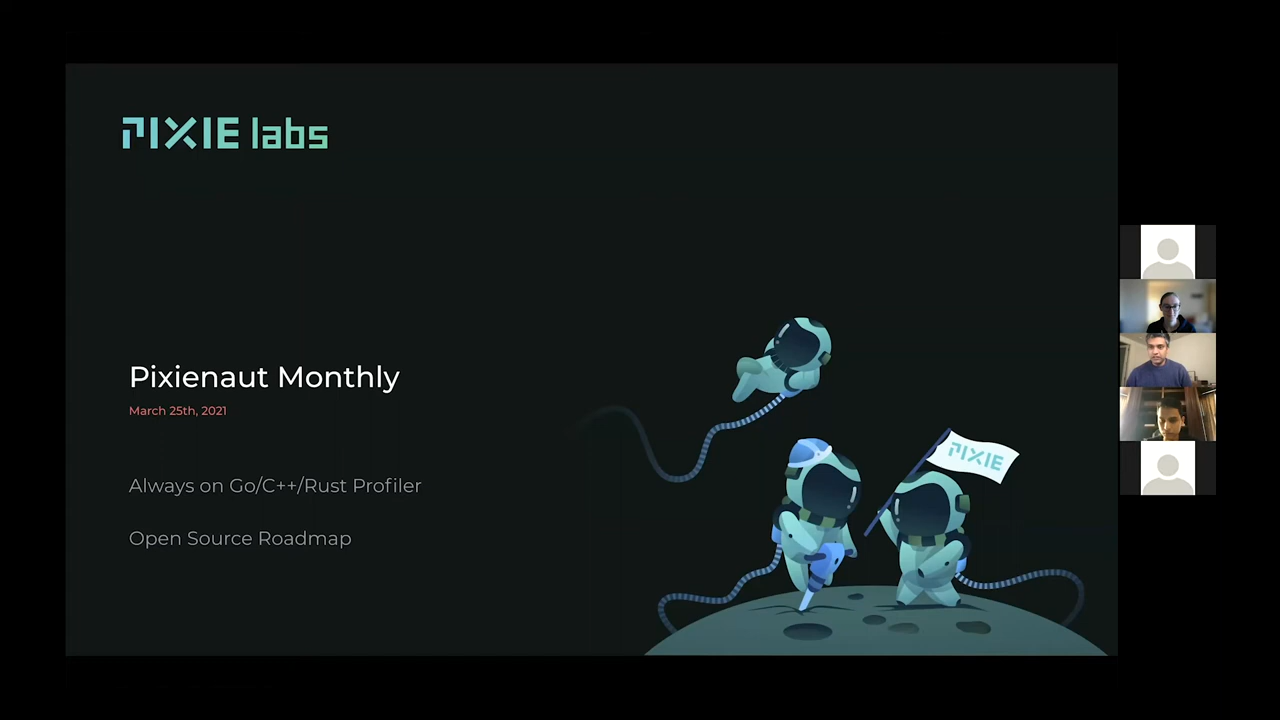 PIXIE labs
Pixienaut Monthly
March 25th, 2021
Always on Go/C++/Rust Profiler
Open Source Roadmap
PIXIE